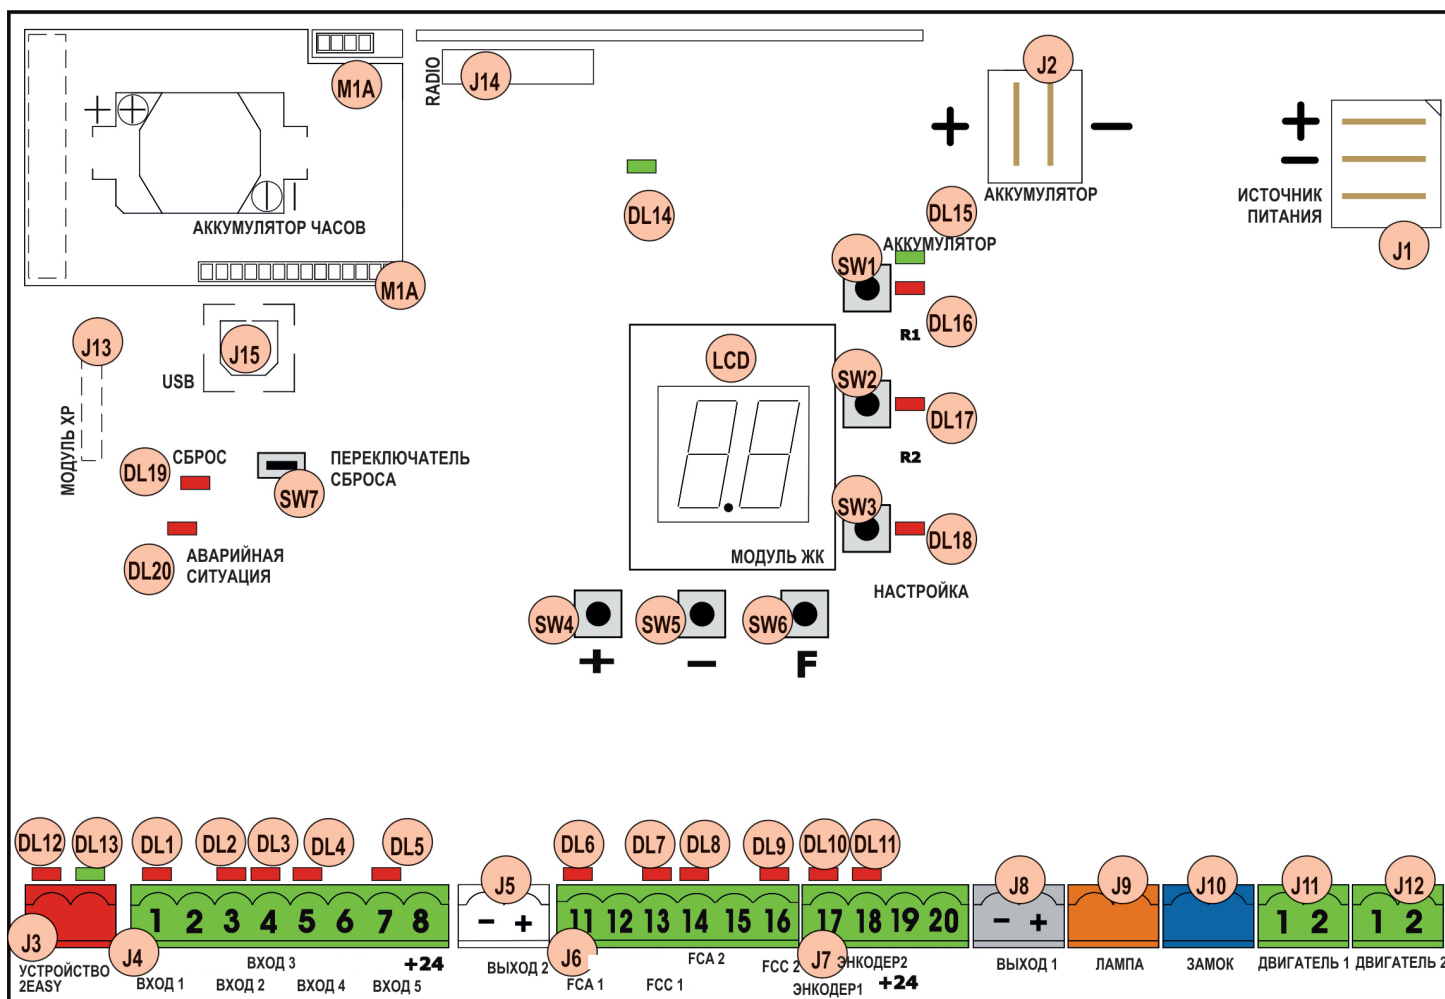 M1A
RADIO
J14
J2
АККУМУЛЯТОР
ИСТОЧНИК
ПИТАНИЯ
J1
АККУМУЛЯТОР ЧАСОВ
M1A
DL14
DL15
АККУМУЛЯТОР
SW1
DL16
R1
J13
МОДУЛЬ XP
J15
USB
LCD
SW2
DL17
R2
DL19
СБРОС
ПЕРЕКЛЮЧАТЕЛЬ
СБРОСА
SW7
SW3
DL18
DL20
АВАРИЙНАЯ
СИТУАЦИЯ
МОДУЛЬ ЖК
НАСТРОЙКА
SW4
SW5
SW6
+ − F
DL12 DL13 DL1 DL2 DL3 DL4 DL5 DL6 DL7 DL8 DL9 DL10 DL11
J5 J8 J9 J10 J11 J12
1 2 3 4 5 6 7 8 − + 11 12 13 14 15 16 17 18 19 20 − + 1 2 1 2
J3 J4 J6 J7
УСТРОЙСТВО
2EASY
ВХОД 1
ВХОД 2
ВХОД 3
ВХОД 4
ВХОД 5
+24
ВЫХОД 2
FCA 1
FCC 1
FCA 2
FCC 2
ЭНКОДЕР2
ЭНКОДЕР1
+24
ВЫХОД 1
ЛАМПА
ЗАМОК
ДВИГАТЕЛЬ 1
ДВИГАТЕЛЬ 2